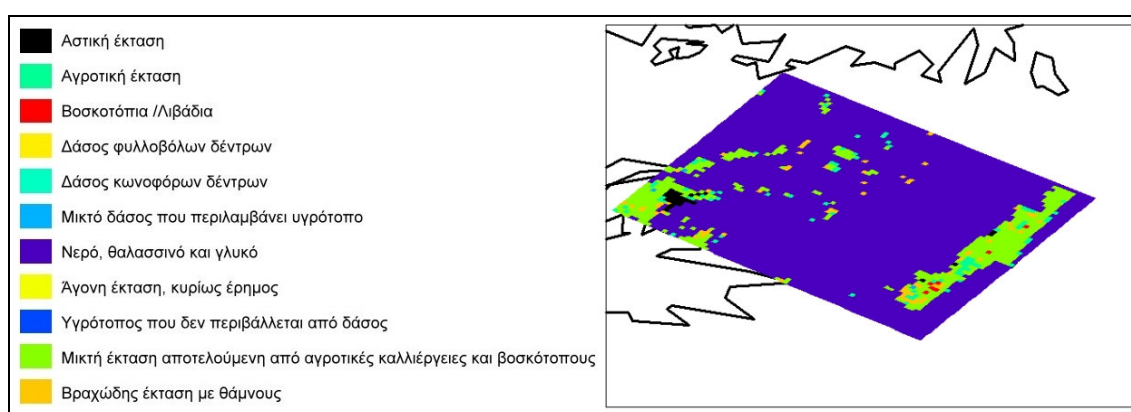 Αστική έκταση
Αγροτική έκταση
Βοσκοτόπια /Λιβάδια
Δάσος φυλλοβόλων δέντρων
Δάσος κωνοφόρων δέντρων
Μικτό δάσος που περιλαμβάνει υγρότοπο
Νερό, θαλασσινό και γλυκό
Άγονη έκταση, κυρίως έρημος
Υγρότοπος που δεν περιβάλλεται από δάσος
Μικτή έκταση αποτελούμενη από αγροτικές καλλιέργειες και βοσκότοπους
Βραχώδης έκταση με θάμνους